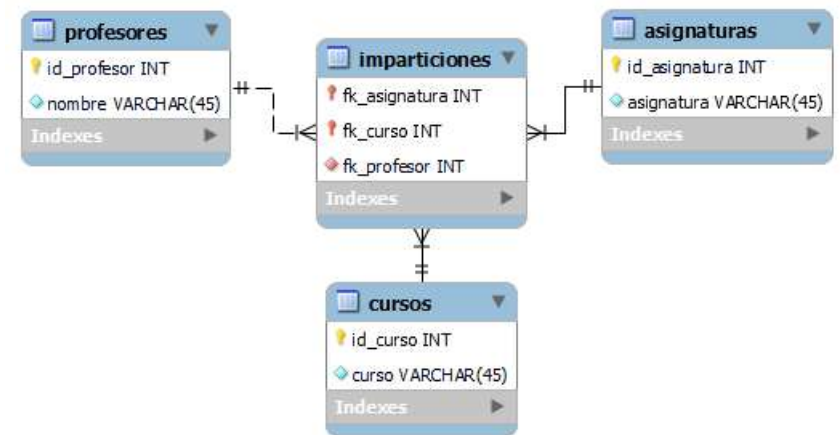 profesores
id_profesor INT
nombre VARCHAR(45)
Indexes
imparticiones
fk_asignatura INT
fk_curso INT
fk_profesor INT
Indexes
asignaturas
id_asignatura INT
asignatura VARCHAR(45)
Indexes
cursos
id_curso INT
curso VARCHAR(45)
Indexes